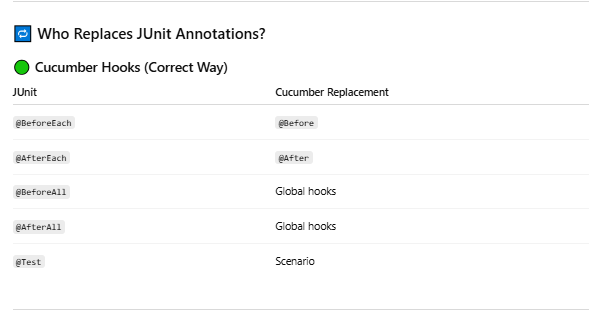 🔁 Who Replaces JUnit Annotations?
🟢 Cucumber Hooks (Correct Way)
JUnit Cucumber Replacement
@BeforeEach @Before
@AfterEach @After
@BeforeAll Global hooks
@AfterAll Global hooks
@Test Scenario